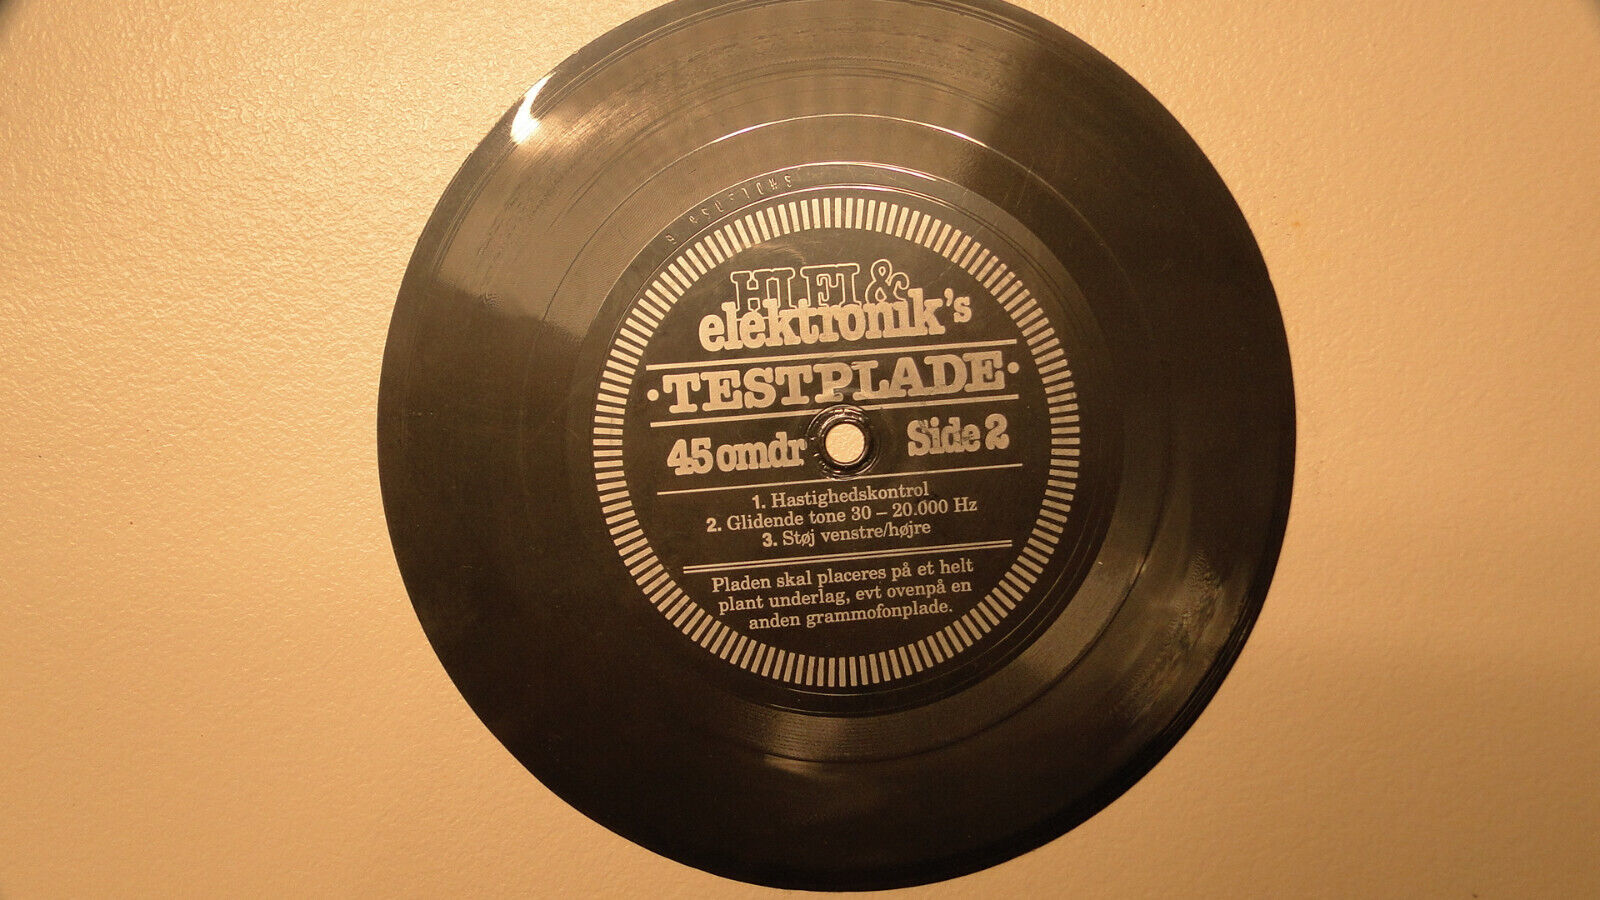 HI FI &
elektronik's
·TESTPLADE·
45 omdr Side 2
1. Hastighedskontrol
2. Glidende tone 30 – 20.000 Hz
3. Støj venstre/højre
Pladen skal placeres på et helt
plant underlag, evt ovenpå en
anden grammofonplade.